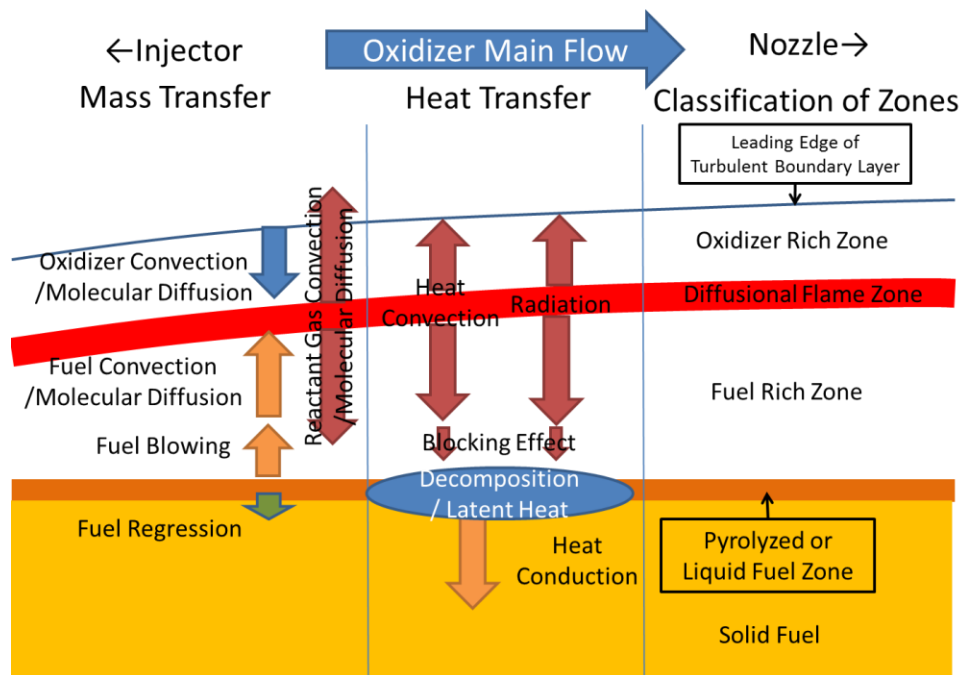 ←Injector
Oxidizer Main Flow
Nozzle→
Mass Transfer
Heat Transfer
Classification of Zones
Leading Edge of
Turbulent Boundary Layer
Oxidizer Convection
/Molecular Diffusion
Reactant Gas Convection
/Molecular Diffusion
Heat
Convection
Radiation
Oxidizer Rich Zone
Diffusional Flame Zone
Fuel Convection
/Molecular Diffusion
Fuel Rich Zone
Fuel Blowing
Blocking Effect
Decomposition
/ Latent Heat
Fuel Regression
Heat
Conduction
Pyrolyzed or
Liquid Fuel Zone
Solid Fuel